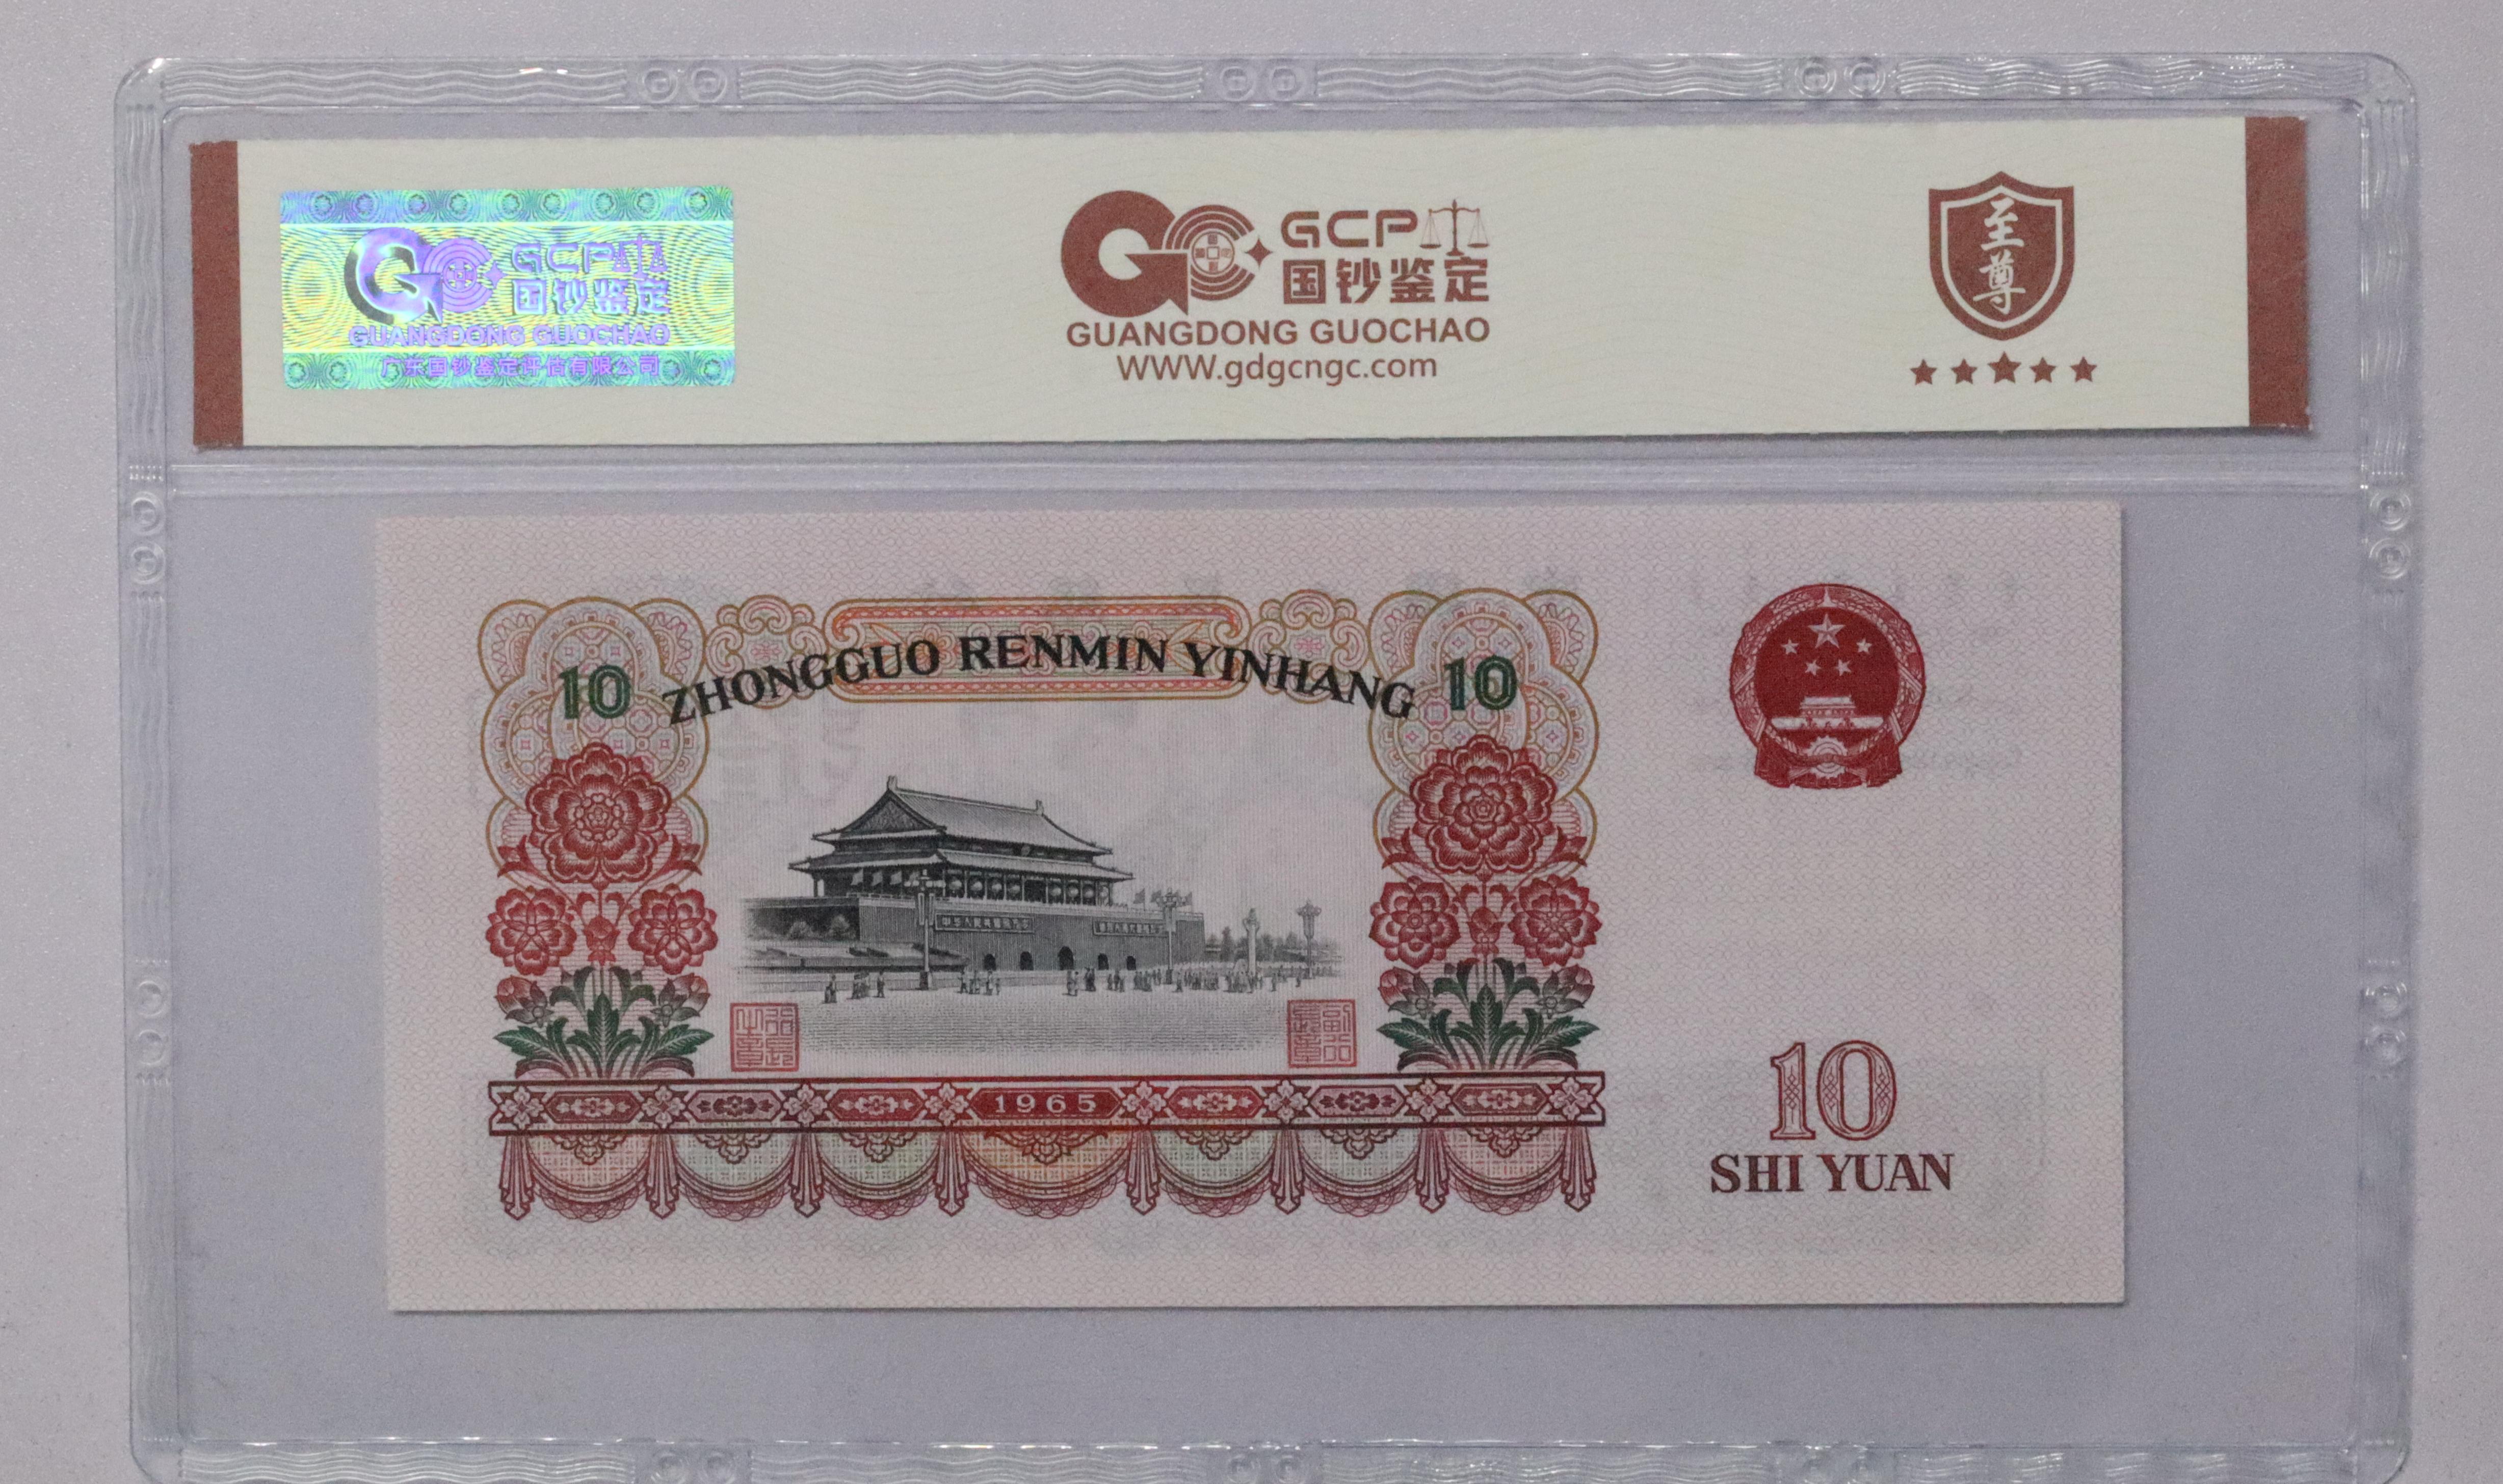 GCP
国钞鉴定
GUANGDONG GUOCHAO
广东国钞鉴定评估有限公司
GCP
国钞鉴定
GUANGDONG GUOCHAO
WWW.gdgcngc.com
至尊
10 ZHONGGUO RENMIN YINHANG 10
1965
10
SHI YUAN